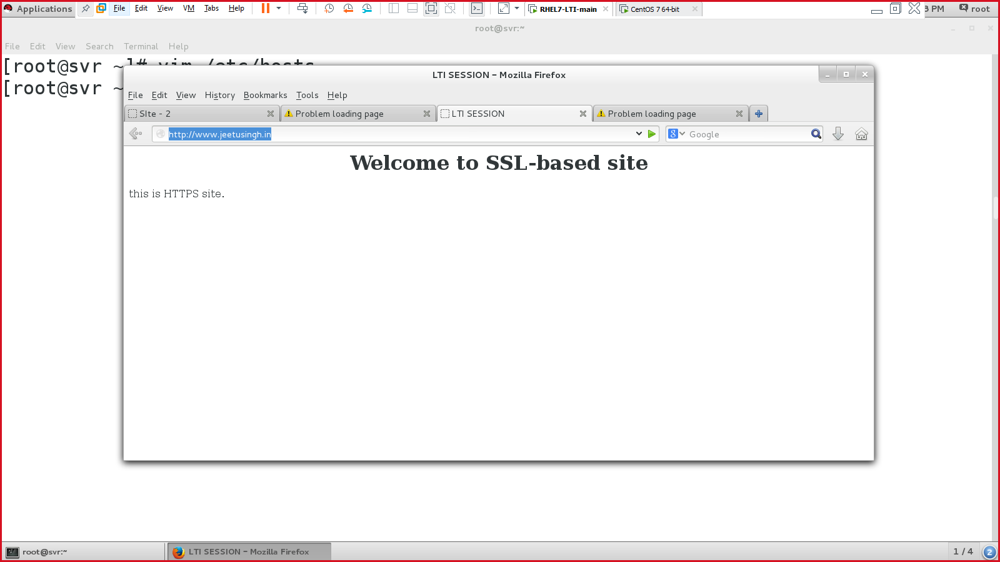 Applications File Edit View VM Tabs Help RHEL7-LTI-main CentOS 7 64-bit PM root
root@svr:~
File Edit View Search Terminal Help
[root@svr ~]# vim /etc/hosts
[root@svr ~
LTI SESSION - Mozilla Firefox
File Edit View History Bookmarks Tools Help
SIte - 2 Problem loading page LTI SESSION Problem loading page
http://www.jeetusingh.in 8 Google
Welcome to SSL-based site
this is HTTPS site.
root@svr:~ LTI SESSION - Mozilla Firefox 1 / 4 2